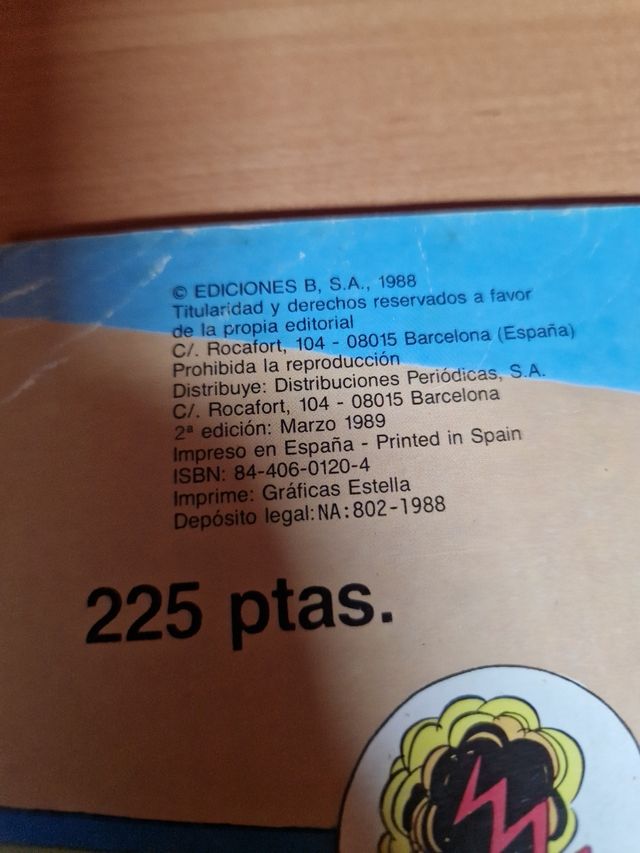 © EDICIONES B, S.A., 1988
Titularidad y derechos reservados a favor
de la propia editorial
C/. Rocafort, 104 - 08015 Barcelona (España)
Prohibida la reproducción
Distribuye: Distribuciones Periódicas, S.A.
C/. Rocafort, 104 - 08015 Barcelona
2ª edición: Marzo 1989
Impreso en España - Printed in Spain
ISBN: 84-406-0120-4
Imprime: Gráficas Estella
Depósito legal:NA:802-1988
225 ptas.